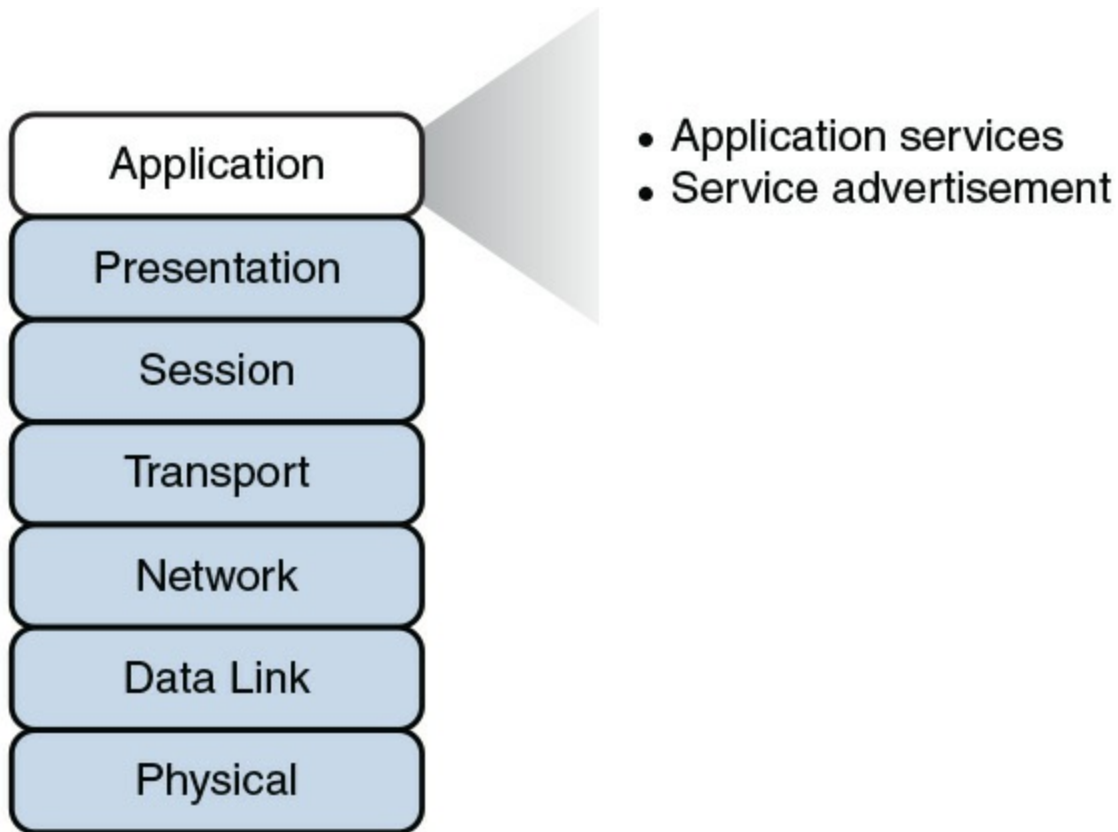 Application
• Application services
• Service advertisement
Presentation
Session
Transport
Network
Data Link
Physical